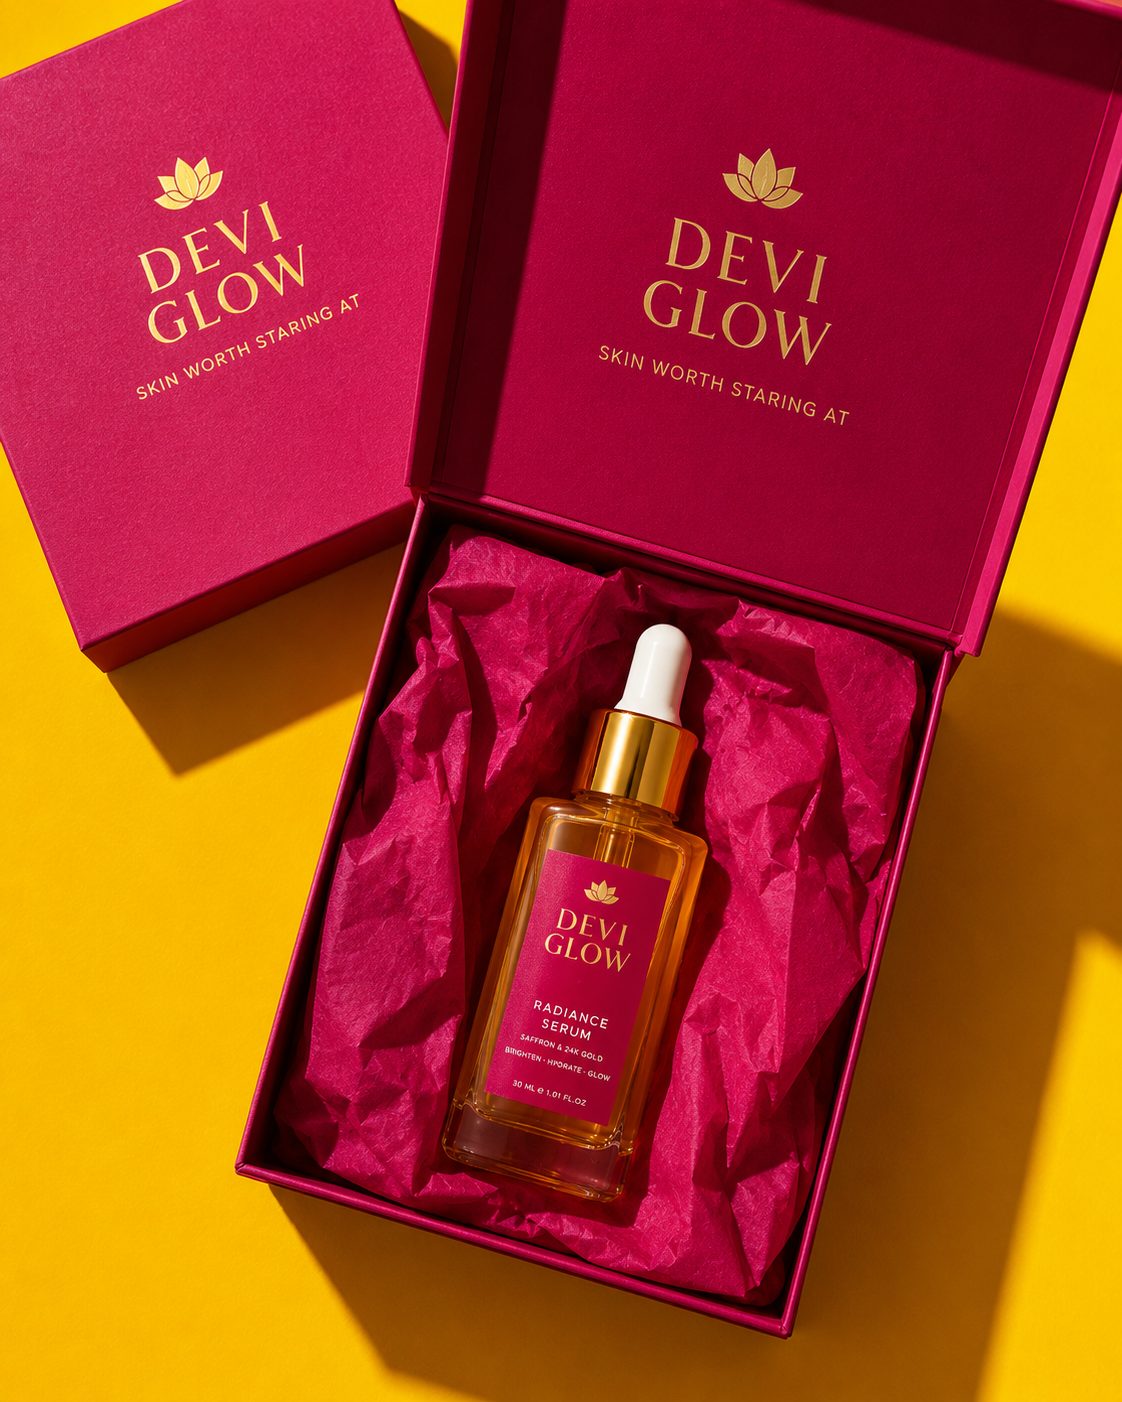 DEVI
GLOW
SKIN WORTH STARING AT
DEVI
GLOW
SKIN WORTH STARING AT
DEVI
GLOW
RADIANCE
SERUM
SAFFRON & 24K GOLD
BRIGHTEN - HYDRATE - GLOW
30 ML e 1.01 FL.OZ